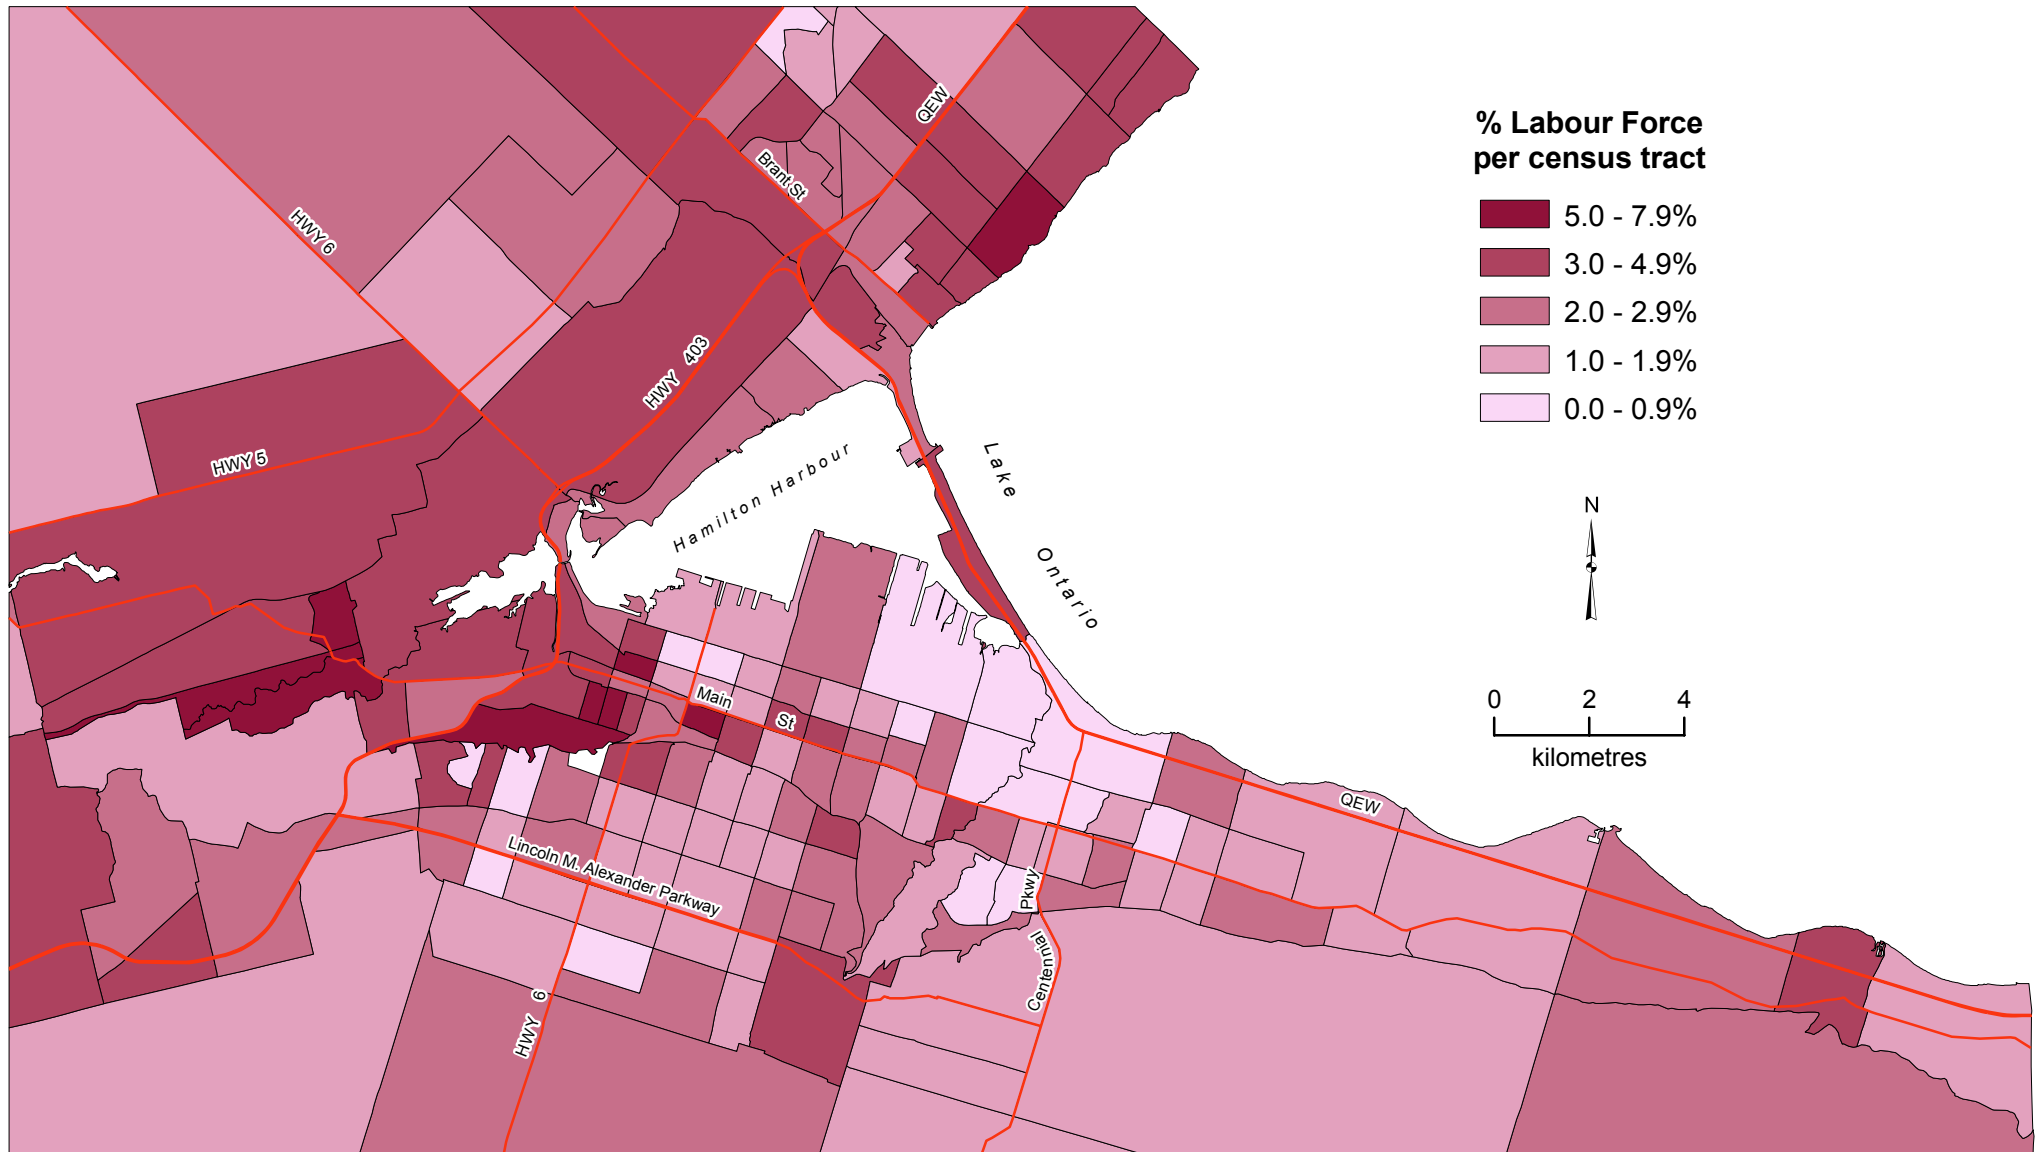 % Labour Force
per census tract
5.0 - 7.9%
3.0 - 4.9%
2.0 - 2.9%
1.0 - 1.9%
0.0 - 0.9%
N
0 2 4
kilometres
QEW
Brant St
HWY 6
HWY 403
HWY 5
Hamilton Harbour
Lake
Ontario
Main St
QEW
Lincoln M. Alexander Parkway
Centennial Pkwy
HWY 6